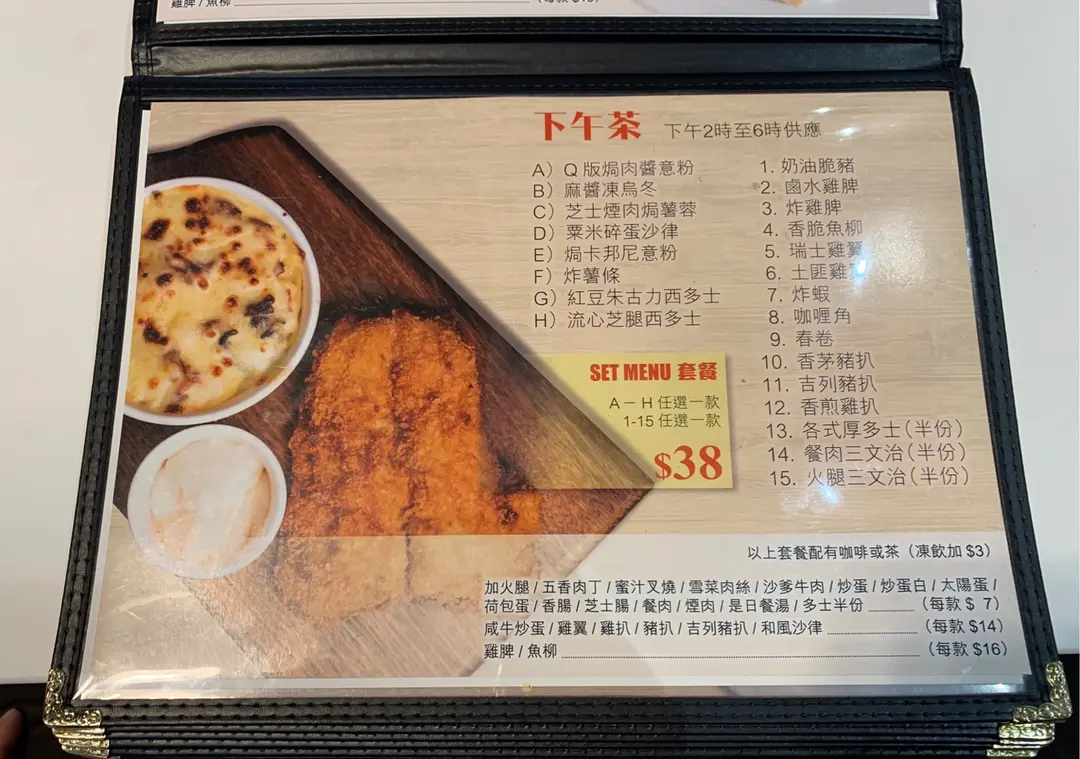 雞脾 / 魚柳
下午茶 下午2時至6時供應
A）Q 版焗肉醬意粉
B）麻醬凍烏冬
C）芝士煙肉焗薯蓉
D）粟米碎蛋沙律
E）焗卡邦尼意粉
F）炸薯條
G）紅豆朱古力西多士
H）流心芝腿西多士
1. 奶油脆豬
2. 鹵水雞脾
3. 炸雞脾
4. 香脆魚柳
5. 瑞士雞翼
6. 土匪雞
7. 炸蝦
8. 咖喱角
9. 春卷
10. 香茅豬扒
11. 吉列豬扒
12. 香煎雞扒
13. 各式厚多士（半份）
14. 餐肉三文治（半份）
15. 火腿三文治（半份）
SET MENU 套餐
A－H 任選一款
1-15 任選一款
$38
以上套餐配有咖啡或茶（凍飲加 $3）
加火腿 / 五香肉丁 / 蜜汁叉燒 / 雪菜肉絲 / 沙爹牛肉 / 炒蛋 / 炒蛋白 / 太陽蛋 /
荷包蛋 / 香腸 / 芝士腸 / 餐肉 / 煙肉 / 是日餐湯 / 多士半份（每款 $ 7）
咸牛炒蛋 / 雞翼 / 雞扒 / 豬扒 / 吉列豬扒 / 和風沙律（每款 $14）
雞脾 / 魚柳（每款 $16）